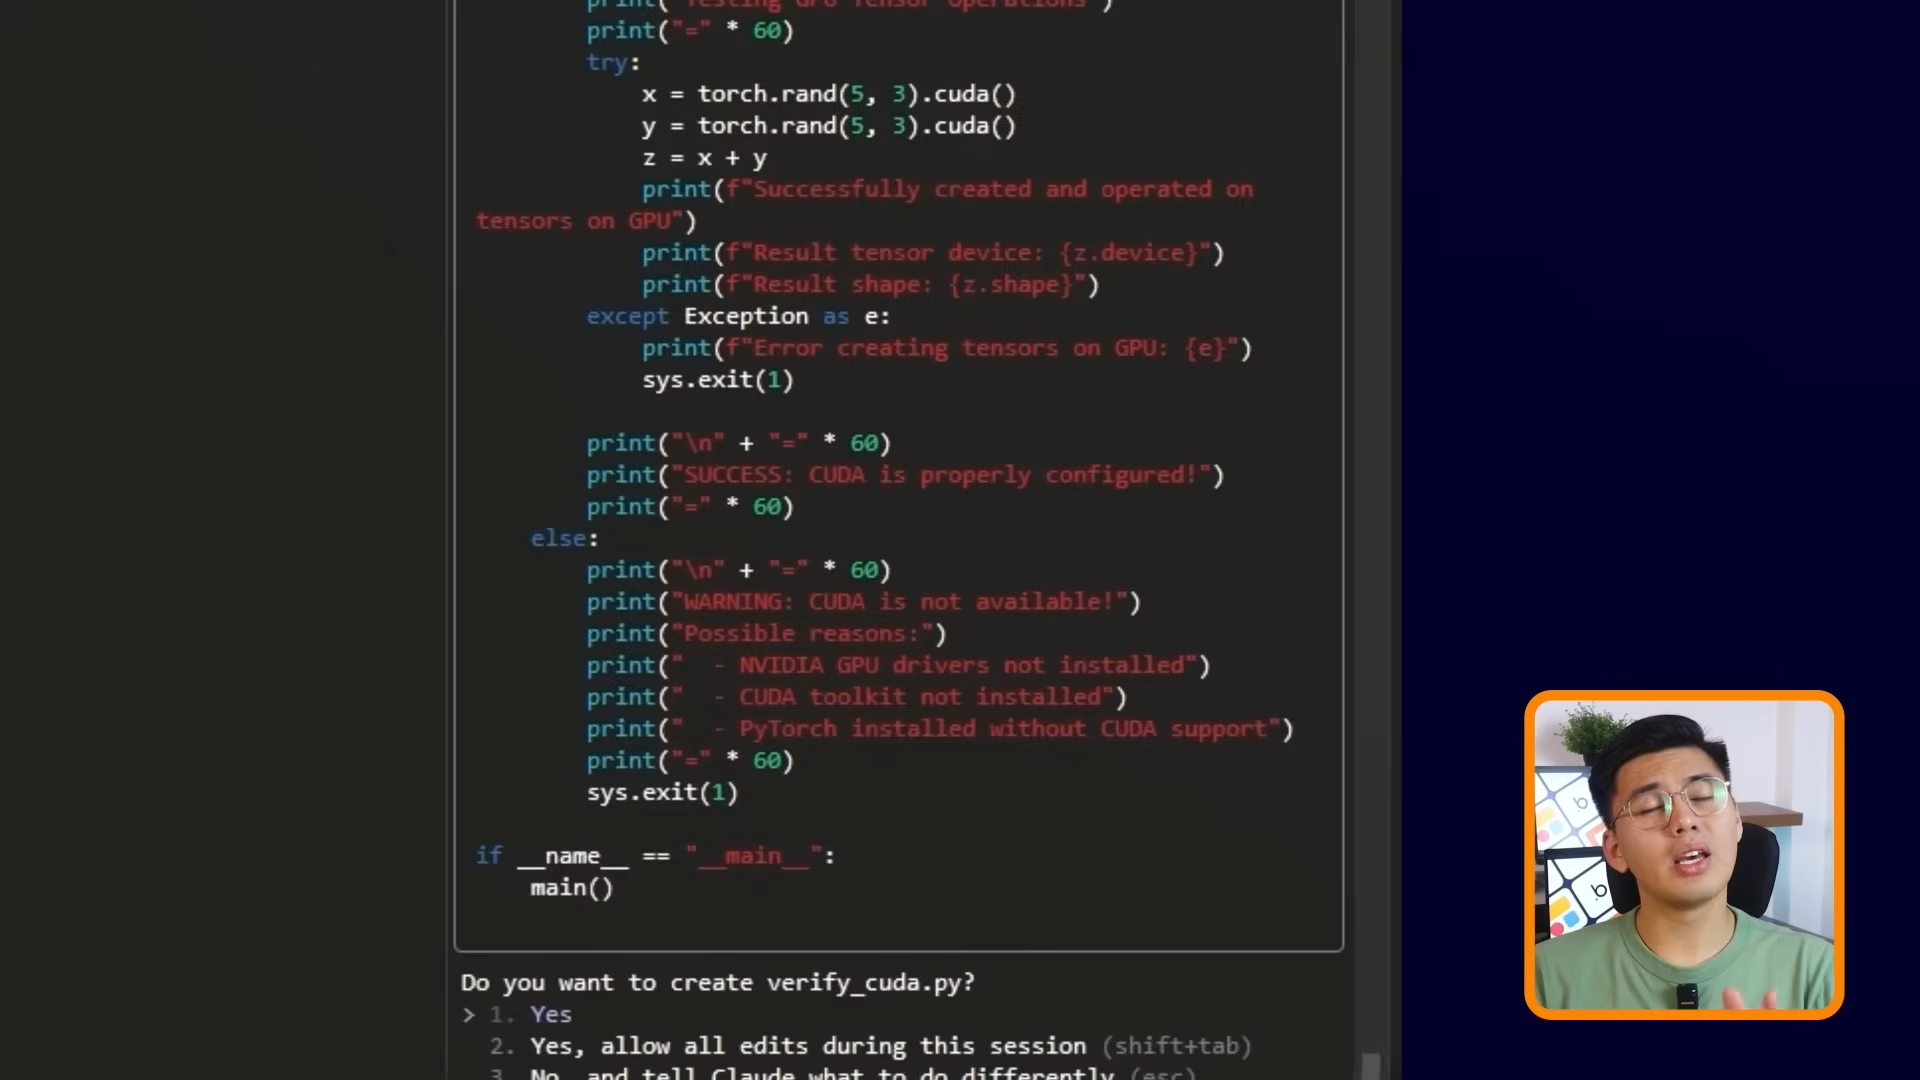 print("Testing GPU Tensor Operations")
print("=" * 60)
try:
x = torch.rand(5, 3).cuda()
y = torch.rand(5, 3).cuda()
z = x + y
print(f"Successfully created and operated on
tensors on GPU")
print(f"Result tensor device: {z.device}")
print(f"Result shape: {z.shape}")
except Exception as e:
print(f"Error creating tensors on GPU: {e}")
sys.exit(1)
print("\n" + "=" * 60)
print("SUCCESS: CUDA is properly configured!")
print("=" * 60)
else:
print("\n" + "=" * 60)
print("WARNING: CUDA is not available!")
print("Possible reasons:")
print("  - NVIDIA GPU drivers not installed")
print("  - CUDA toolkit not installed")
print("  - PyTorch installed without CUDA support")
print("=" * 60)
sys.exit(1)
if __name__ == "__main__":
main()
Do you want to create verify_cuda.py?
> 1. Yes
2. Yes, allow all edits during this session (shift+tab)
3. No, and tell Claude what to do differently (esc)
b
b